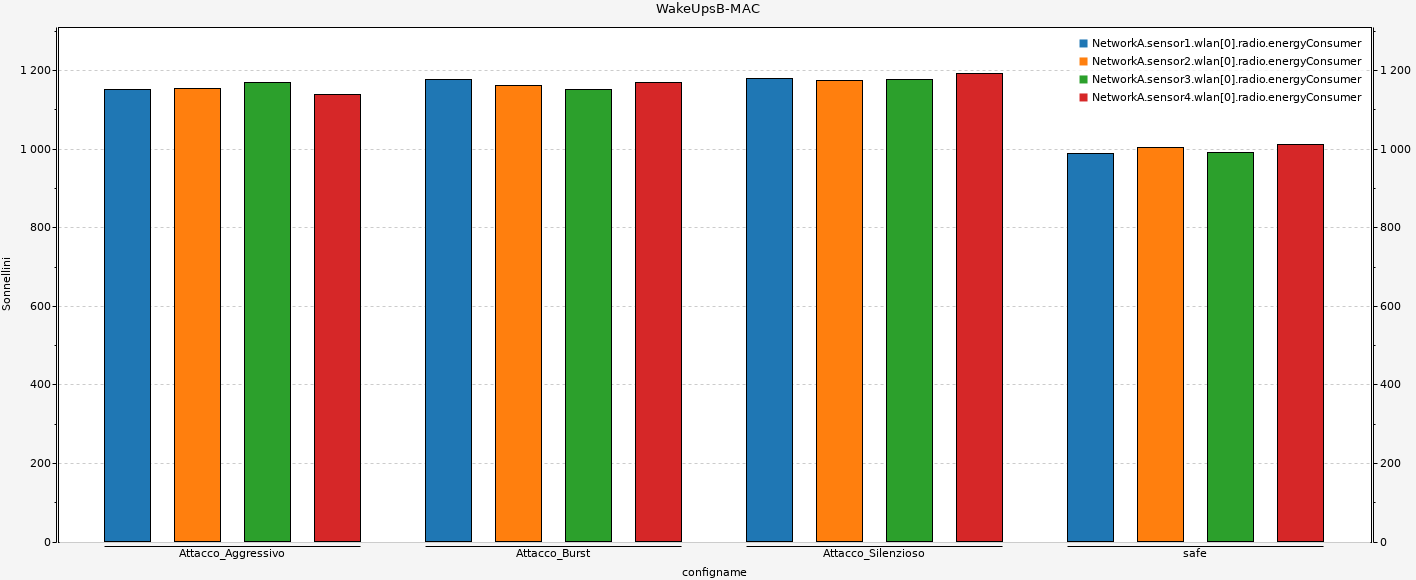 WakeUpsB-MAC
NetworkA.sensor1.wlan[0].radio.energyConsumer
NetworkA.sensor2.wlan[0].radio.energyConsumer
NetworkA.sensor3.wlan[0].radio.energyConsumer
NetworkA.sensor4.wlan[0].radio.energyConsumer
1 200
1 000
800
600
400
200
0
Sonnellini
1 200
1 000
800
600
400
200
0
Attacco_Aggressivo
Attacco_Burst
Attacco_Silenzioso
safe
configname